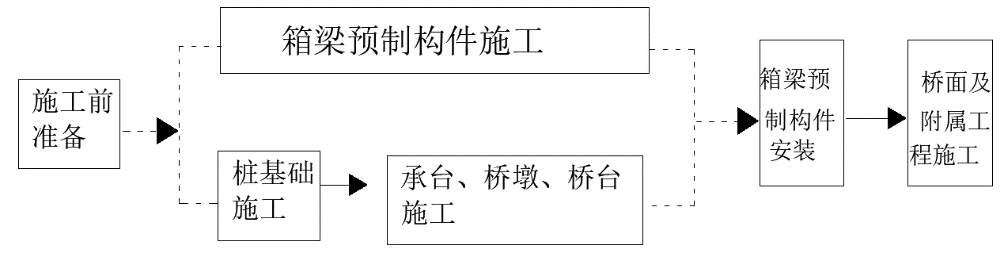 箱梁预制构件施工
施工前
准备
桩基础
施工
承台、桥墩、桥台
施工
箱梁预
制构件
安装
桥面及
附属工
程施工